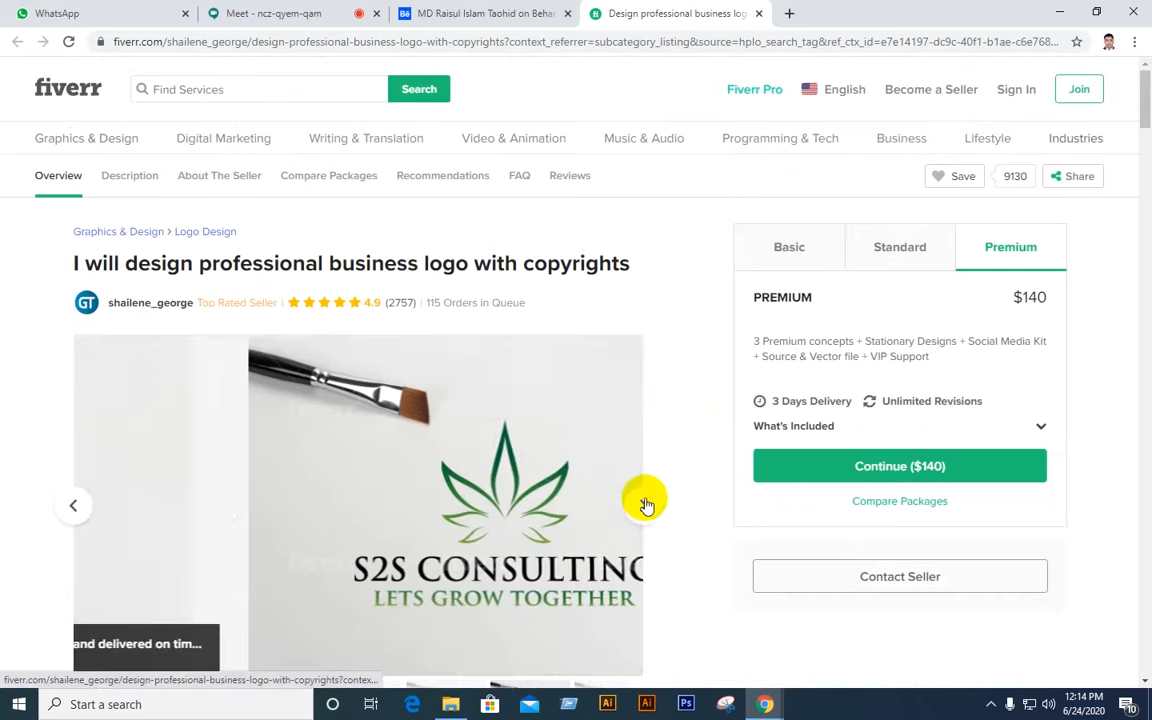 WhatsApp
Meet - ncz-qyem-qam
Bē MD Raisul Islam Taohid on Behan
fi Design professional business log
fiverr.com/shailene_george/design-professional-business-logo-with-copyrights?context_referrer=subcategory_listing&source=hplo_search_tag&ref_ctx_id=e7e14197-dc9c-40f1-b1ae-c6e768...
fiverr
Find Services
Search
Fiverr Pro
English
Become a Seller
Sign In
Join
Graphics & Design
Digital Marketing
Writing & Translation
Video & Animation
Music & Audio
Programming & Tech
Business
Lifestyle
Industries
Overview
Description
About The Seller
Compare Packages
Recommendations
FAQ
Reviews
Save
9130
Share
Graphics & Design > Logo Design
I will design professional business logo with copyrights
GT shailene_george Top Rated Seller | 4.9 (2757) | 115 Orders in Queue
S2S CONSULTING
LETS GROW TOGETHER
and delivered on tim...
Basic
Standard
Premium
PREMIUM
$140
3 Premium concepts + Stationary Designs + Social Media Kit
+ Source & Vector file + VIP Support
3 Days Delivery
Unlimited Revisions
What's Included
Continue ($140)
Compare Packages
Contact Seller
fiverr.com/shailene_george/design-professional-business-logo-with-copyrights?contex...
Start a search
Ai
Ai
Ps
12:14 PM
6/24/2020
10